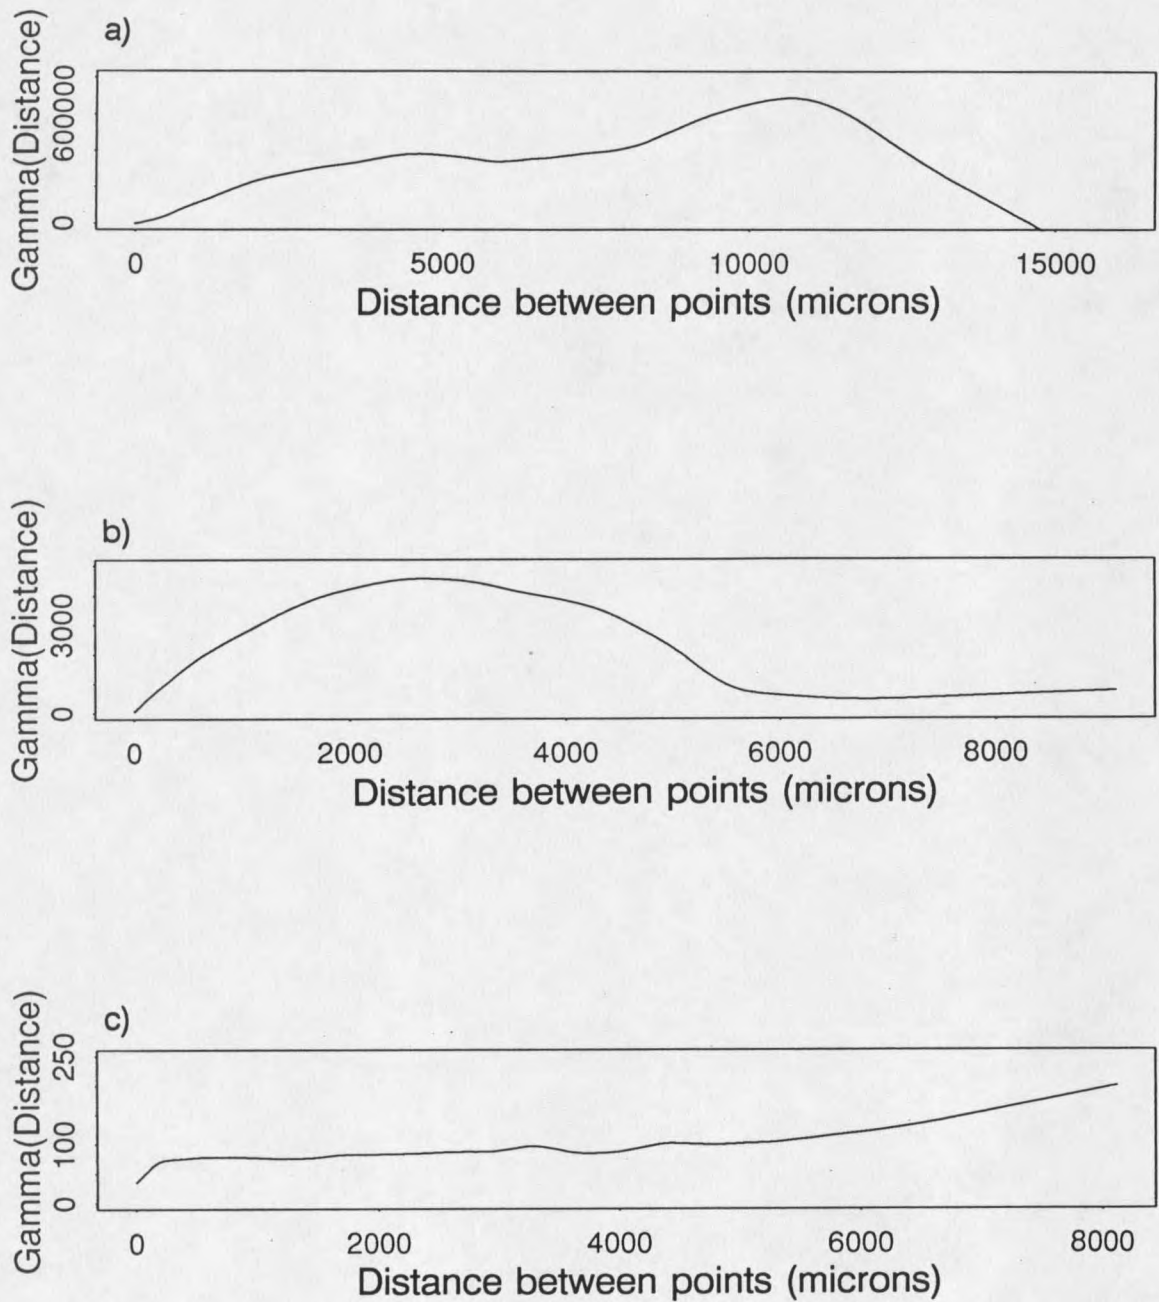 a)
Gamma(Distance)
600000
0
0 5000 10000 15000
Distance between points (microns)
b)
Gamma(Distance)
3000
0
0 2000 4000 6000 8000
Distance between points (microns)
c)
Gamma(Distance)
250
100
0
0 2000 4000 6000 8000
Distance between points (microns)